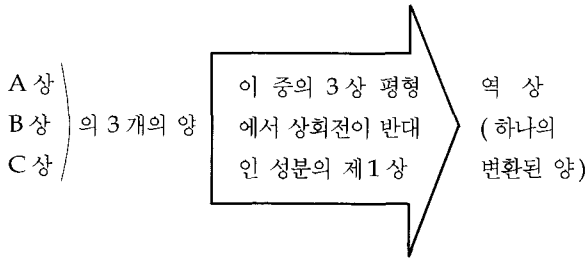 A 상
B 상
C 상
의 3 개의 양
이 중의 3 상 평형
에서 상회전이 반대
인 성분의 제 1 상
역 상
( 하나의
변환된 양 )